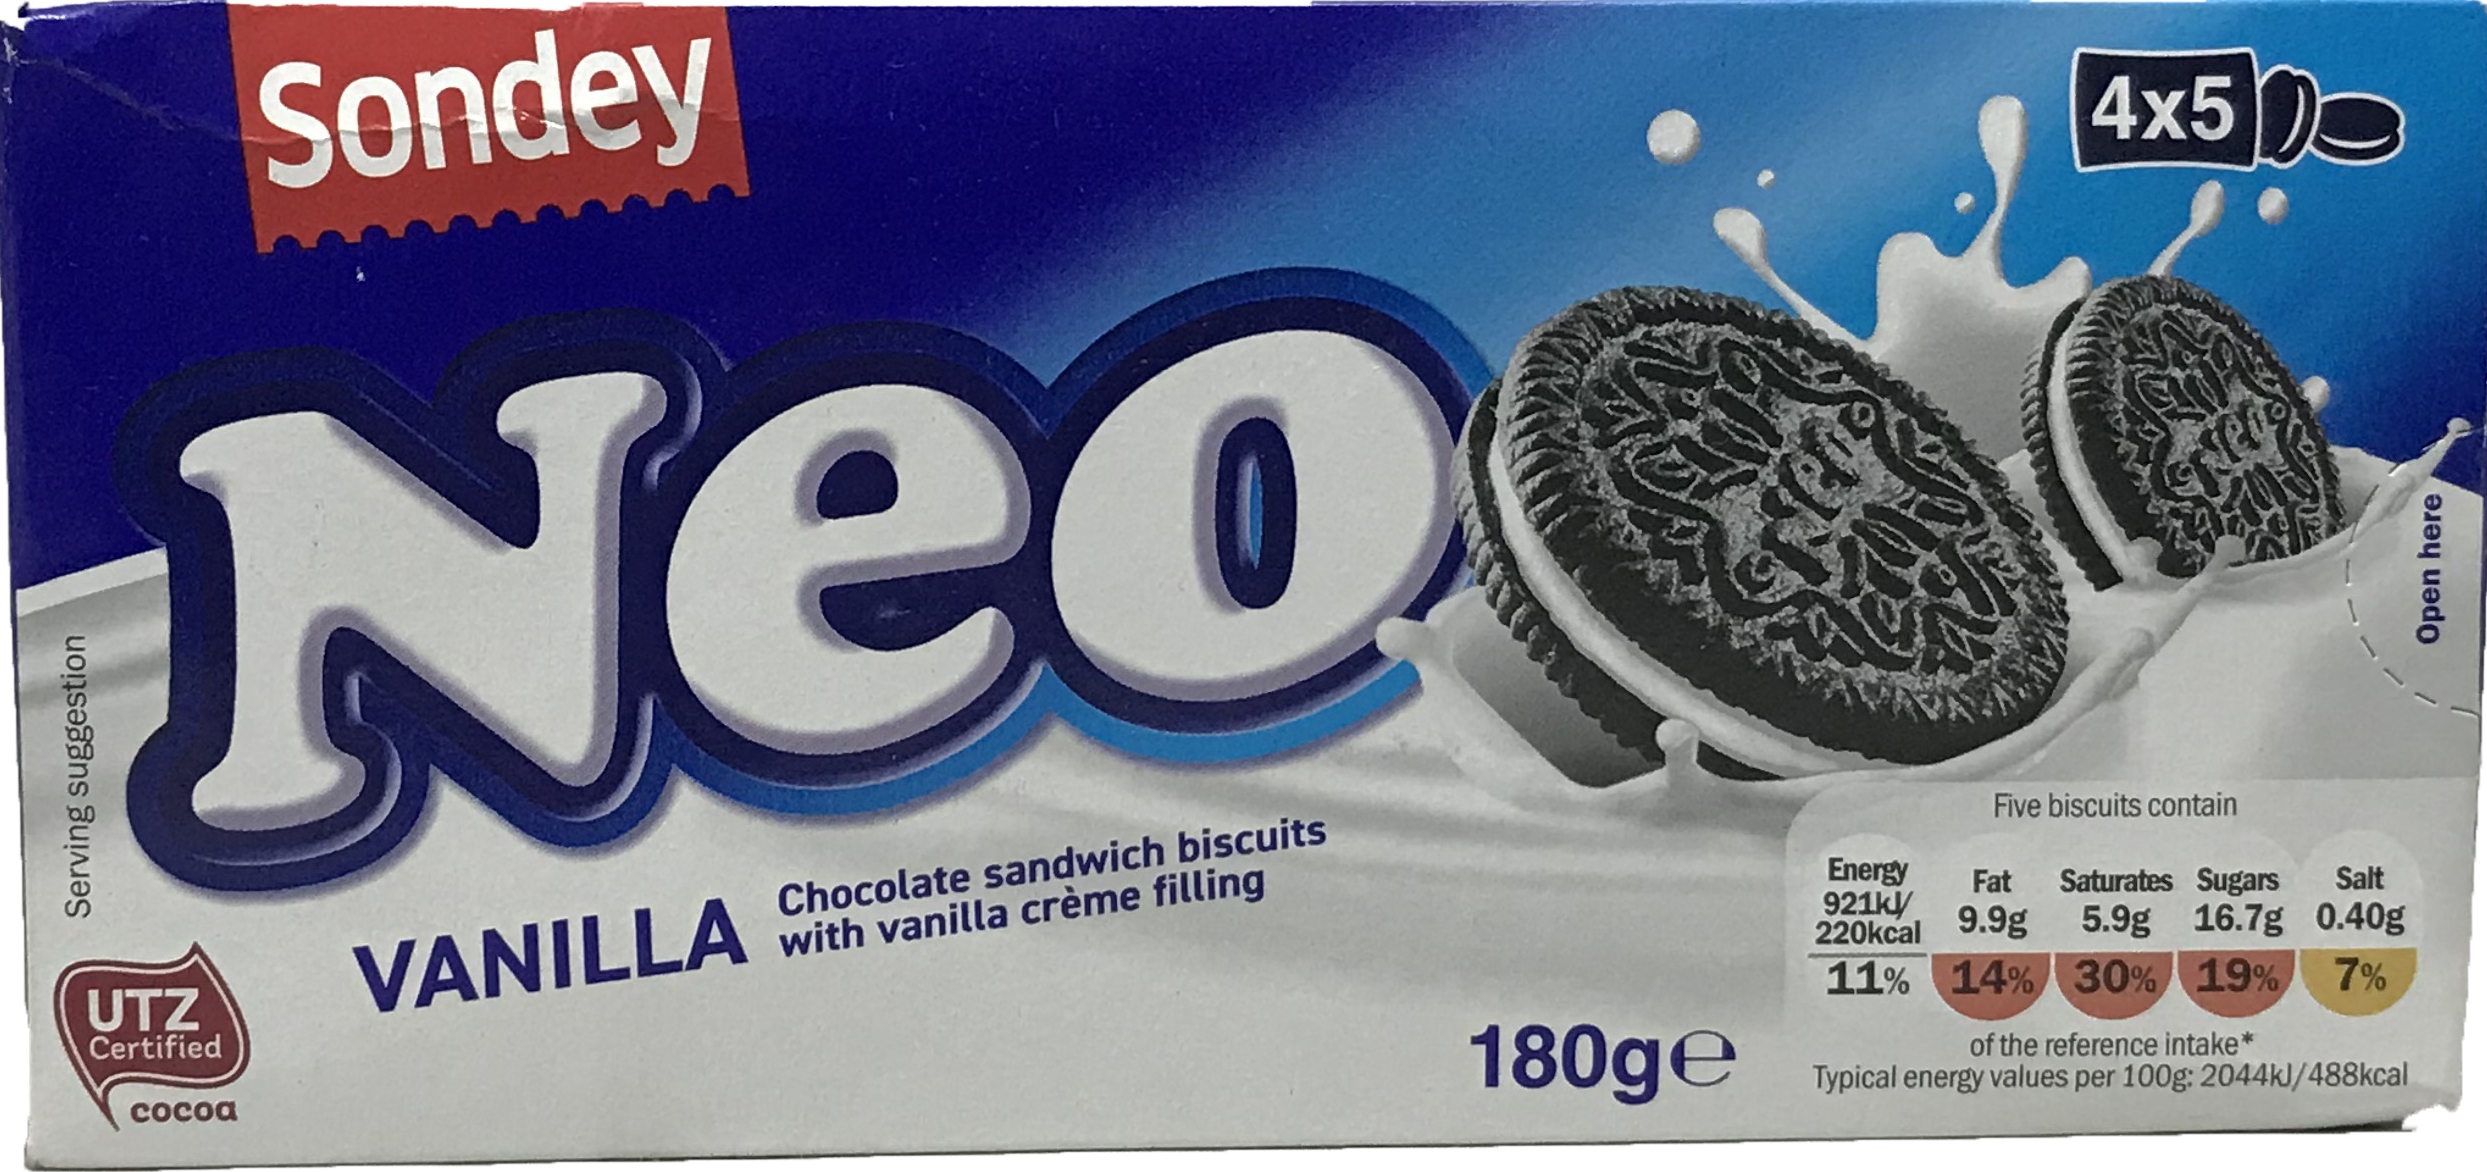 Sondey
4x5
Neo
Neo
Neo
Open here
Serving suggestion
VANILLA
Chocolate sandwich biscuits
with vanilla crème filling
UTZ
Certified
cocoa
180g℮
Five biscuits contain
Energy Fat Saturates Sugars Salt
921kJ/
220kcal 9.9g 5.9g 16.7g 0.40g
11% 14% 30% 19% 7%
of the reference intake*
Typical energy values per 100g: 2044kJ/488kcal